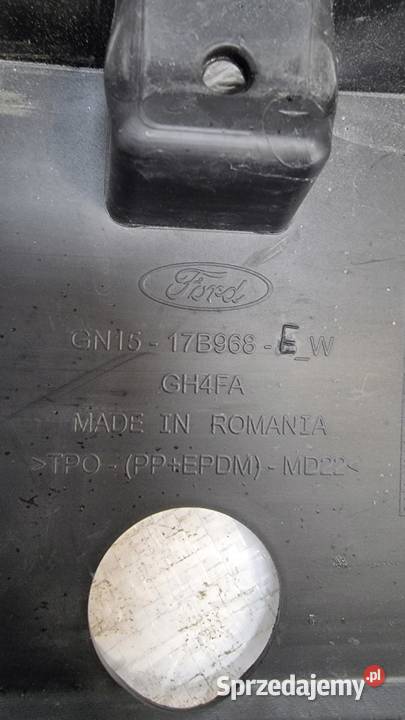 Ford
GN15 - 17B968 - E_W
GH4FA
MADE IN ROMANIA
>TPO - (PP+EPDM) - MD22<
Sprzedajemy.pl